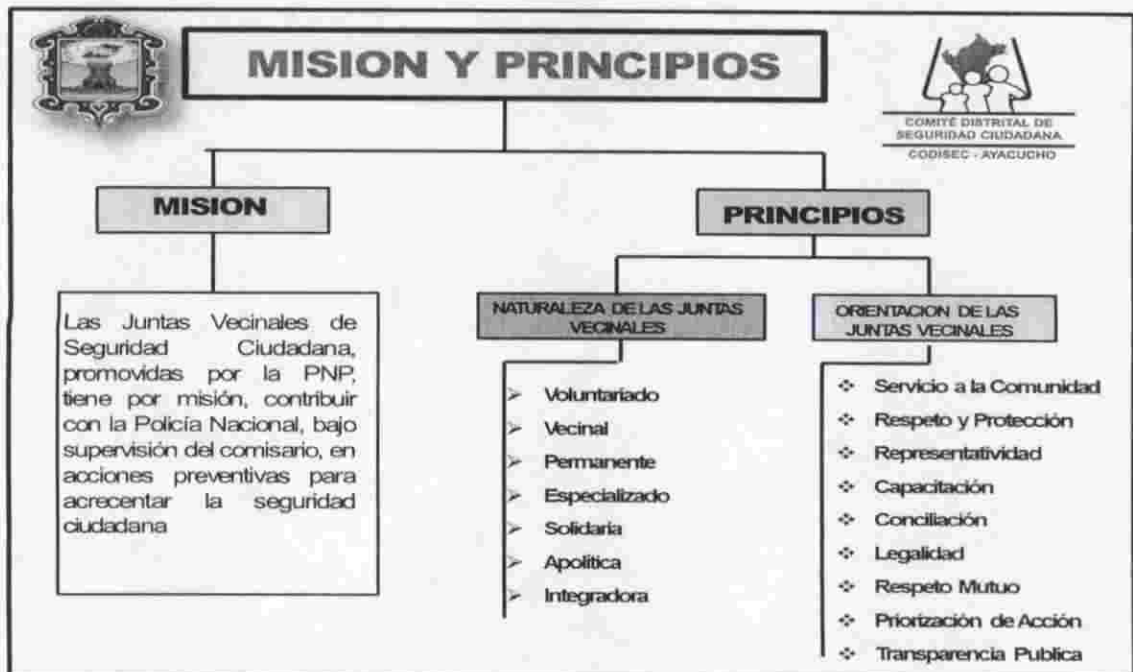 MISION Y PRINCIPIOS
COMITÉ DISTRITAL DE
SEGURIDAD CIUDADANA
CODISEC - AYACUCHO
MISION
Las Juntas Vecinales de
Seguridad Ciudadana,
promovidas por la PNP,
tiene por misión, contribuir
con la Policía Nacional, bajo
supervisión del comisario, en
acciones preventivas para
acrecentar la seguridad
ciudadana
PRINCIPIOS
NATURALEZA DE LAS JUNTAS
VECINALES
➢ Voluntariado
➢ Vecinal
➢ Permanente
➢ Especializado
➢ Solidaria
➢ Apolítica
➢ Integradora
ORIENTACION DE LAS
JUNTAS VECINALES
❖ Servicio a la Comunidad
❖ Respeto y Protección
❖ Representatividad
❖ Capacitación
❖ Conciliación
❖ Legalidad
❖ Respeto Mutuo
❖ Priorización de Acción
❖ Transparencia Publica